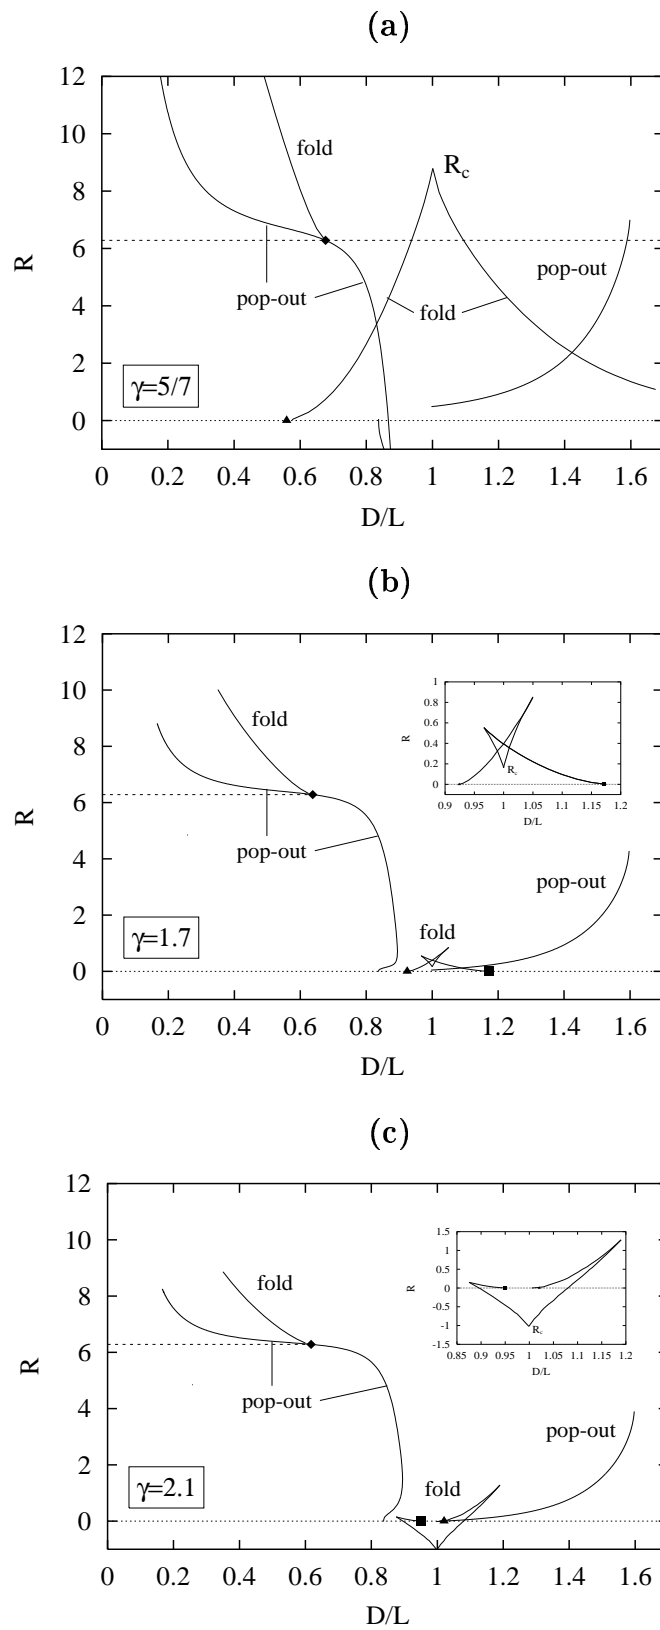 (a)
12
10
8
6
4
2
0
R
fold
R_c
pop-out
pop-out
fold
γ=5/7
0 0.2 0.4 0.6 0.8 1 1.2 1.4 1.6
D/L
(b)
12
10
8
6
4
2
0
R
fold
pop-out
pop-out
fold
γ=1.7
1
0.8
0.6
0.4
0.2
0
R
R_c
0.9 0.95 1 1.05 1.1 1.15 1.2
D/L
0 0.2 0.4 0.6 0.8 1 1.2 1.4 1.6
D/L
(c)
12
10
8
6
4
2
0
R
fold
pop-out
pop-out
fold
γ=2.1
1.5
1
0.5
0
-0.5
-1
-1.5
R
R_c
0.85 0.9 0.95 1 1.05 1.1 1.15 1.2
D/L
0 0.2 0.4 0.6 0.8 1 1.2 1.4 1.6
D/L